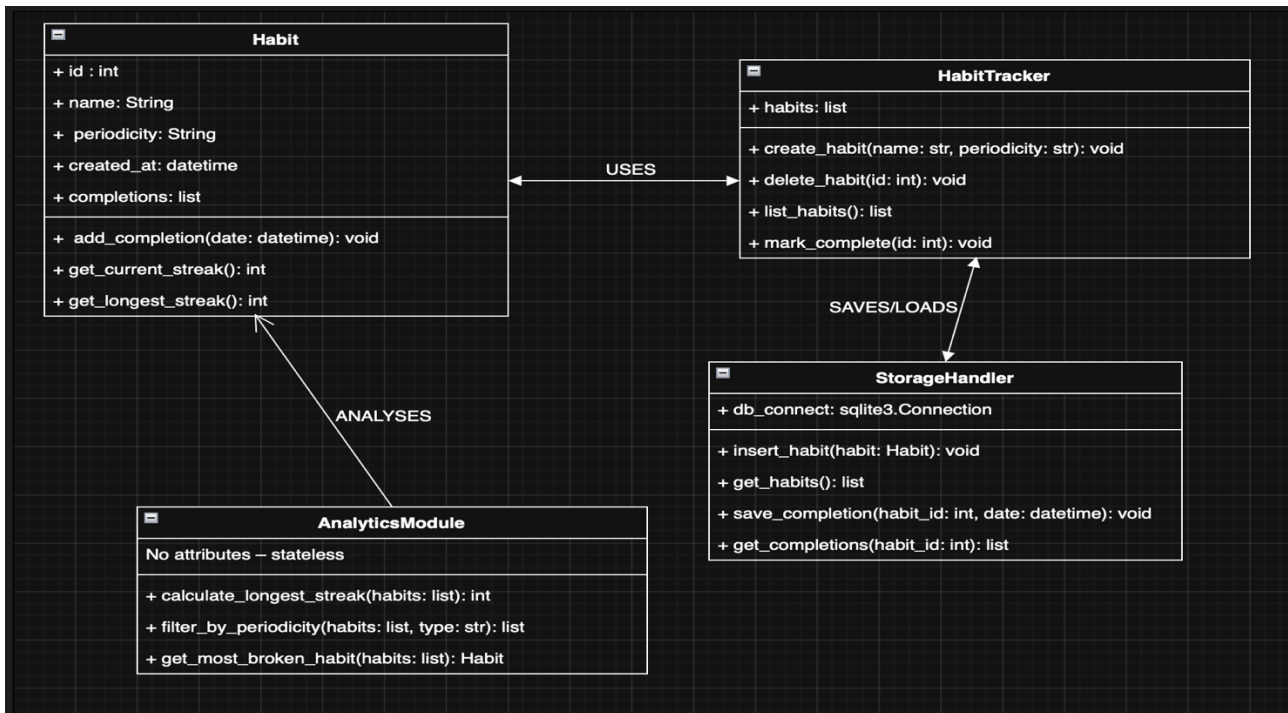 Habit
+ id : int
+ name: String
+ periodicity: String
+ created_at: datetime
+ completions: list
+ add_completion(date: datetime): void
+ get_current_streak(): int
+ get_longest_streak(): int
USES
HabitTracker
+ habits: list
+ create_habit(name: str, periodicity: str): void
+ delete_habit(id: int): void
+ list_habits(): list
+ mark_complete(id: int): void
SAVES/LOADS
StorageHandler
+ db_connect: sqlite3.Connection
+ insert_habit(habit: Habit): void
+ get_habits(): list
+ save_completion(habit_id: int, date: datetime): void
+ get_completions(habit_id: int): list
ANALYSES
AnalyticsModule
No attributes – stateless
+ calculate_longest_streak(habits: list): int
+ filter_by_periodicity(habits: list, type: str): list
+ get_most_broken_habit(habits: list): Habit